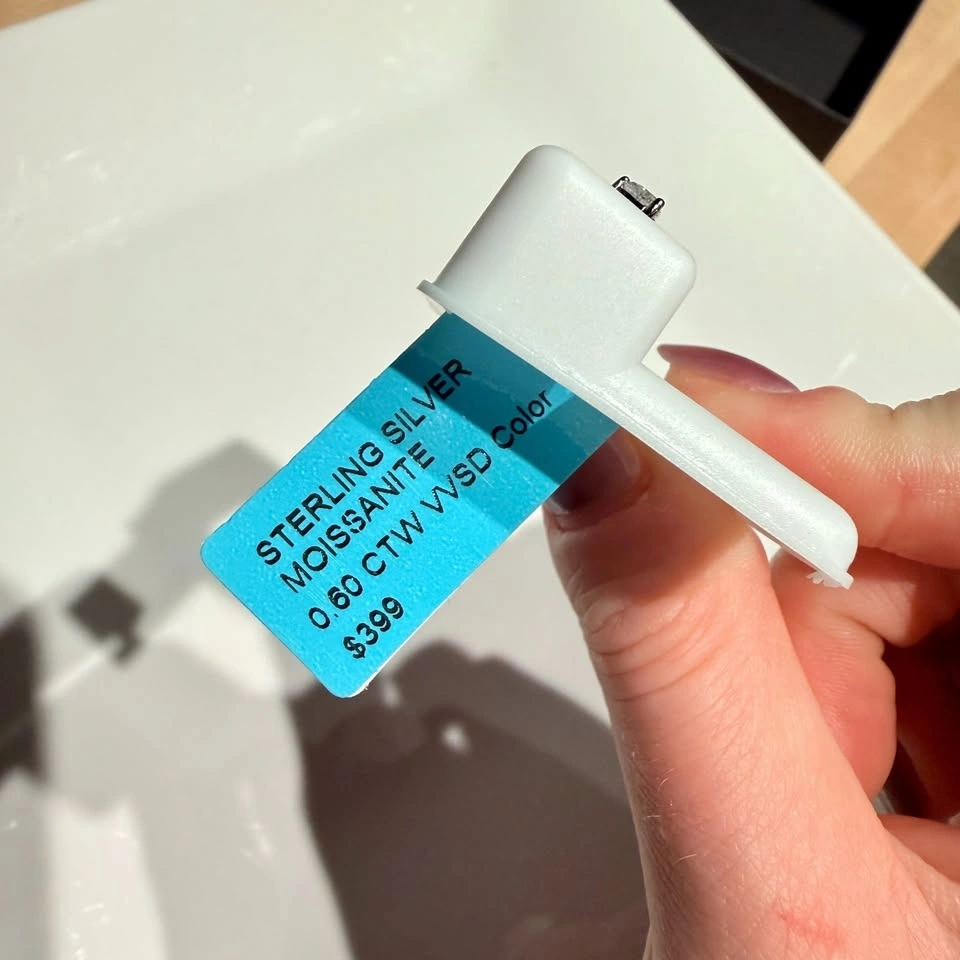 STERLING SILVER
MOISSANITE
0.60 CTW VVSD Color
$399